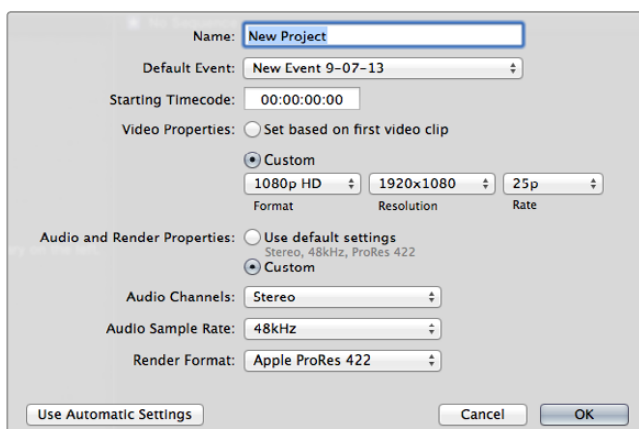 Name: New Project
Default Event: New Event 9-07-13
Starting Timecode: 00:00:00:00
Video Properties: Set based on first video clip
Custom
1080p HD 1920x1080 25p
Format Resolution Rate
Audio and Render Properties: Use default settings
Stereo, 48kHz, ProRes 422
Custom
Audio Channels: Stereo
Audio Sample Rate: 48kHz
Render Format: Apple ProRes 422
Use Automatic Settings Cancel OK